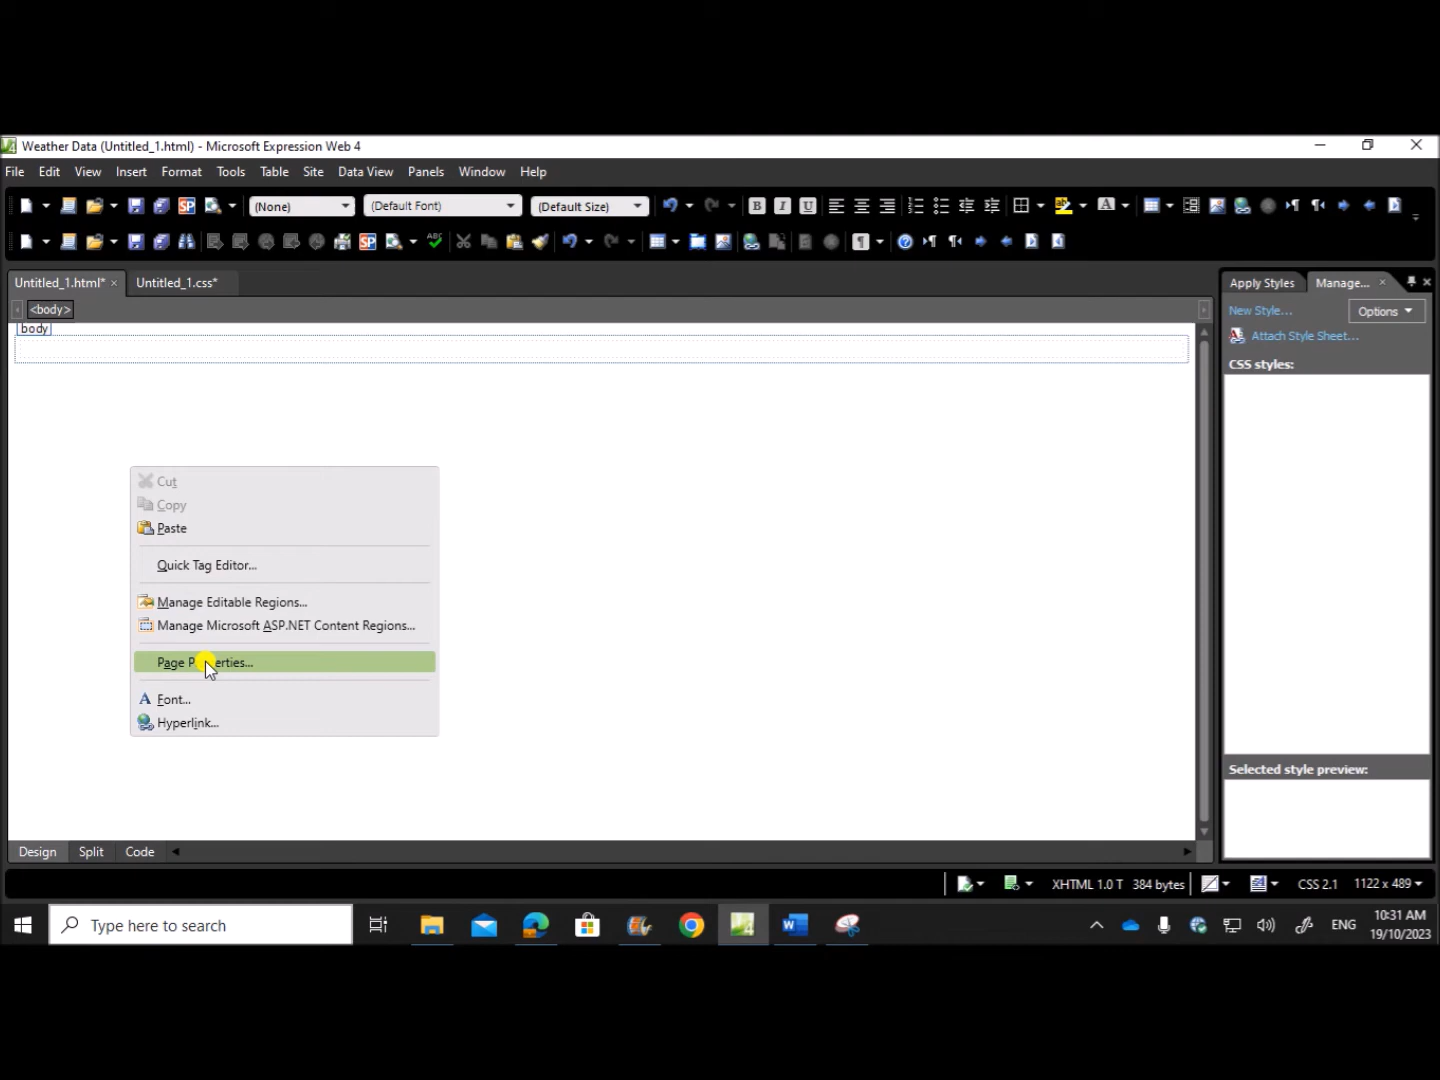 Weather Data (Untitled_1.html) - Microsoft Expression Web 4
File Edit View Insert Format Tools Table Site Data View Panels Window Help
(None) (Default Font) (Default Size)
Untitled_1.html* Untitled_1.css* Apply Styles Manage...
<body> New Style... Options
body Attach Style Sheet...
CSS styles:
Cut
Copy
Paste
Quick Tag Editor...
Manage Editable Regions...
Manage Microsoft ASP.NET Content Regions...
Page Properties...
Font...
Hyperlink...
Selected style preview:
Design Split Code
XHTML 1.0 T 384 bytes CSS 2.1 1122 x 489
Type here to search ENG 10:31 AM
19/10/2023